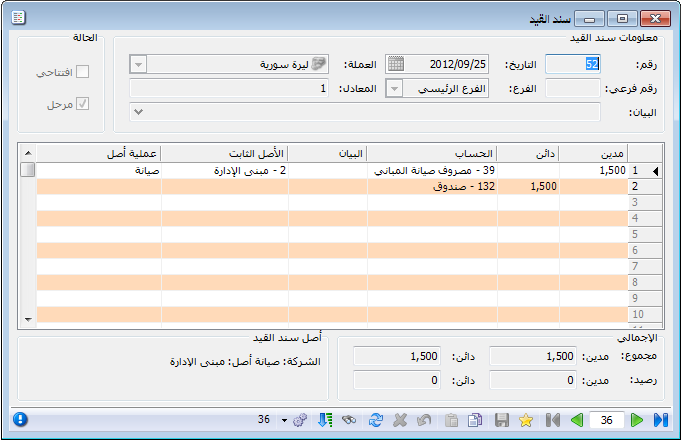 سند القيد
معلومات سند القيد
الحالة
رقم: 52 التاريخ: 2012/09/25 العملة: ليرة سورية
افتتاحي
رقم فرعي: الفرع: الفرع الرئيسي المعادل: 1
مرحل
البيان:
مدين دائن الحساب البيان الأصل الثابت عملية أصل
1 1,500 39 - مصروف صيانة المباني 2 - مبنى الإدارة صيانة
2 1,500 132 - صندوق
3
4
5
6
7
8
9
10
الإجمالي
أصل سند القيد
مجموع: مدين: 1,500 دائن: 1,500
الشركة: صيانة أصل: مبنى الإدارة
رصيد: مدين: 0 دائن: 0
36 36